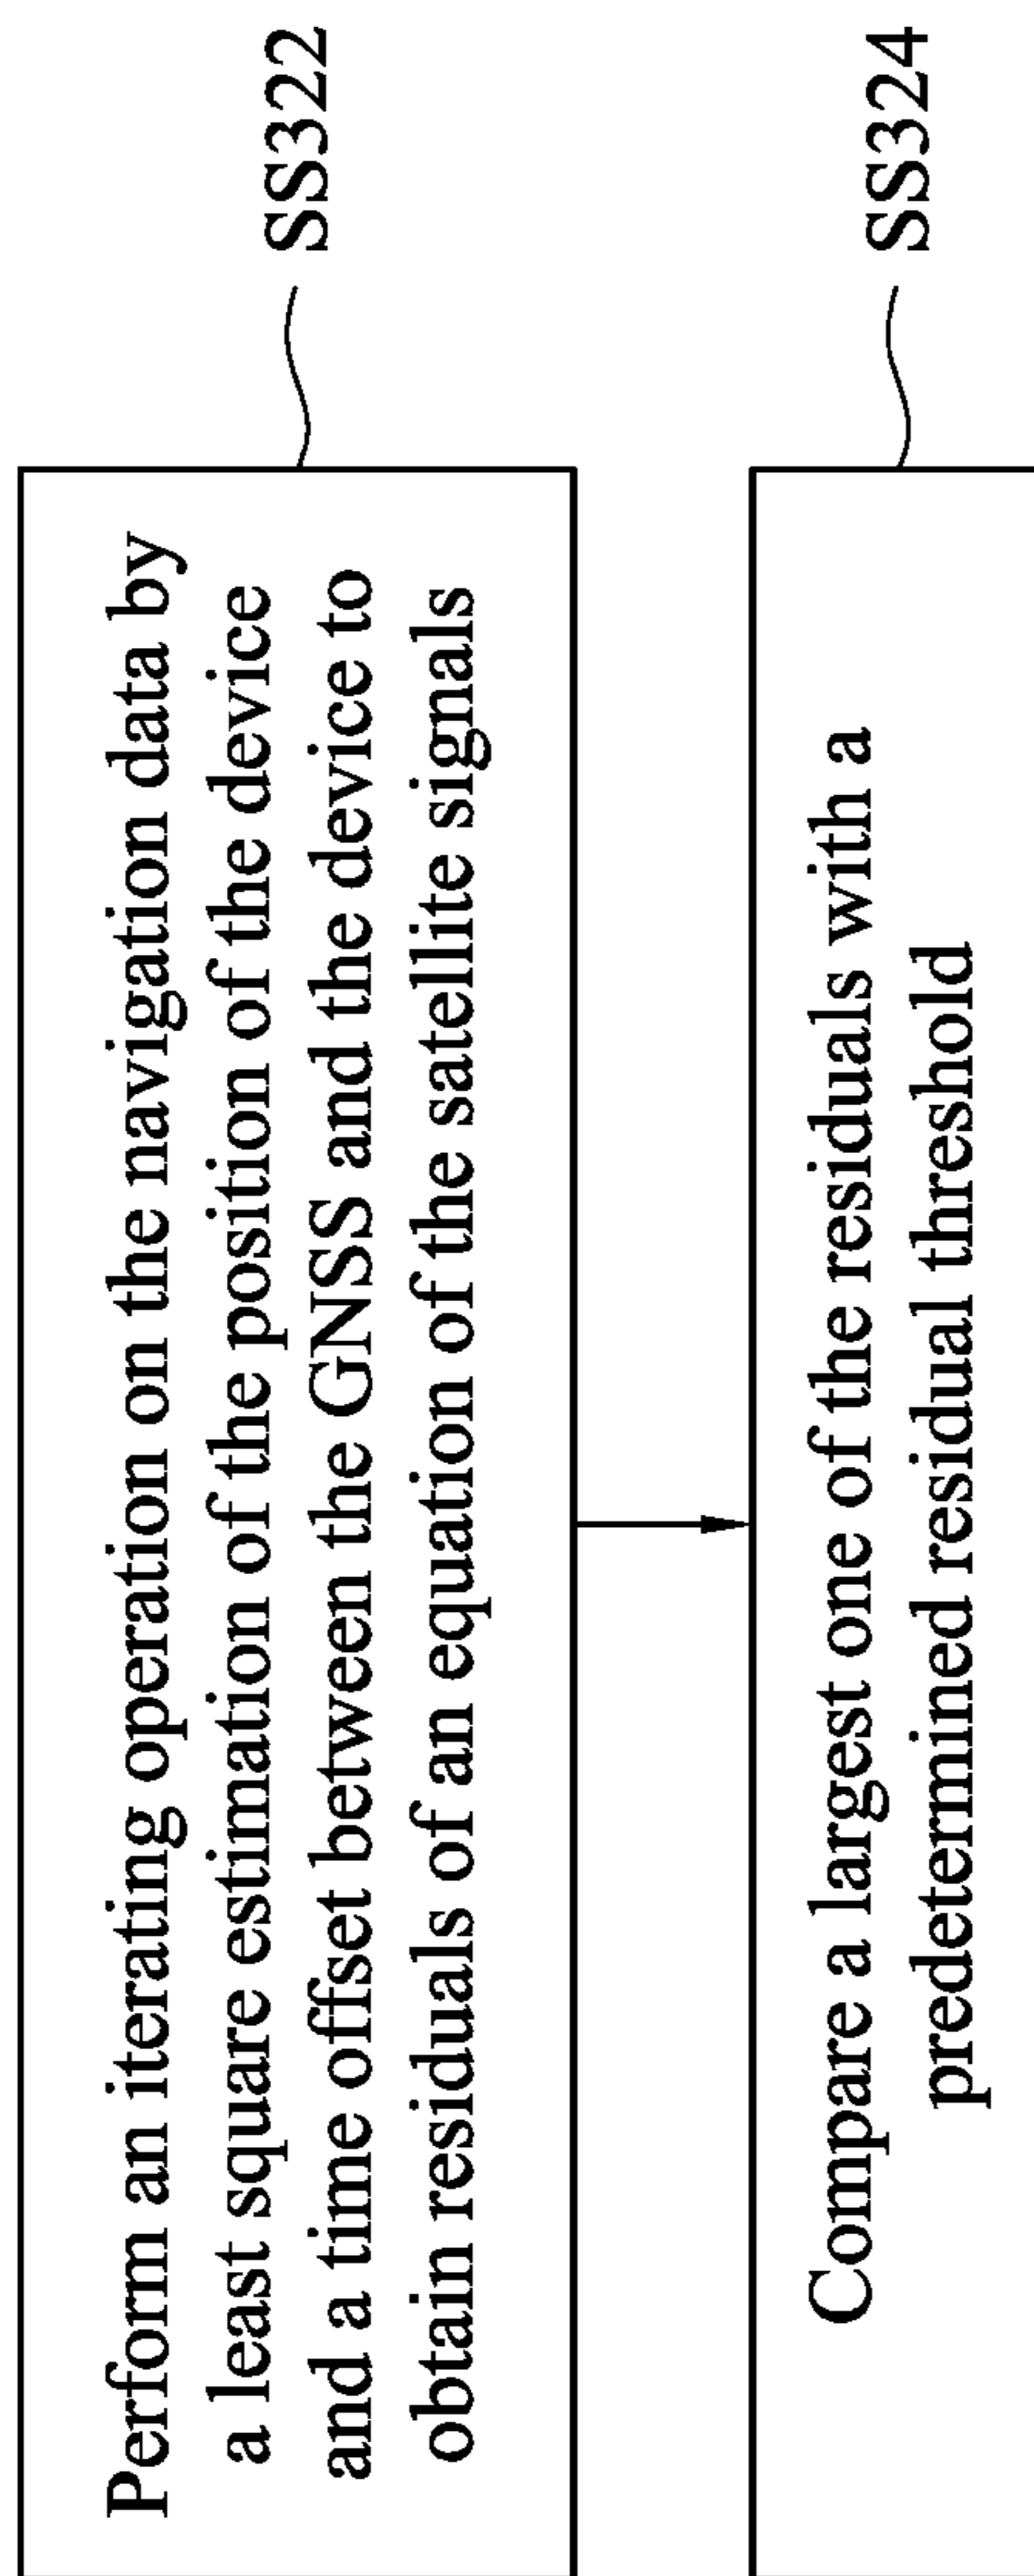 Perform an iterating operation on the navigation data by
a least square estimation of the position of the device
and a time offset between the GNSS and the device to
obtain residuals of an equation of the satellite signals
SS322
Compare a largest one of the residuals with a
predetermined residual threshold
SS324